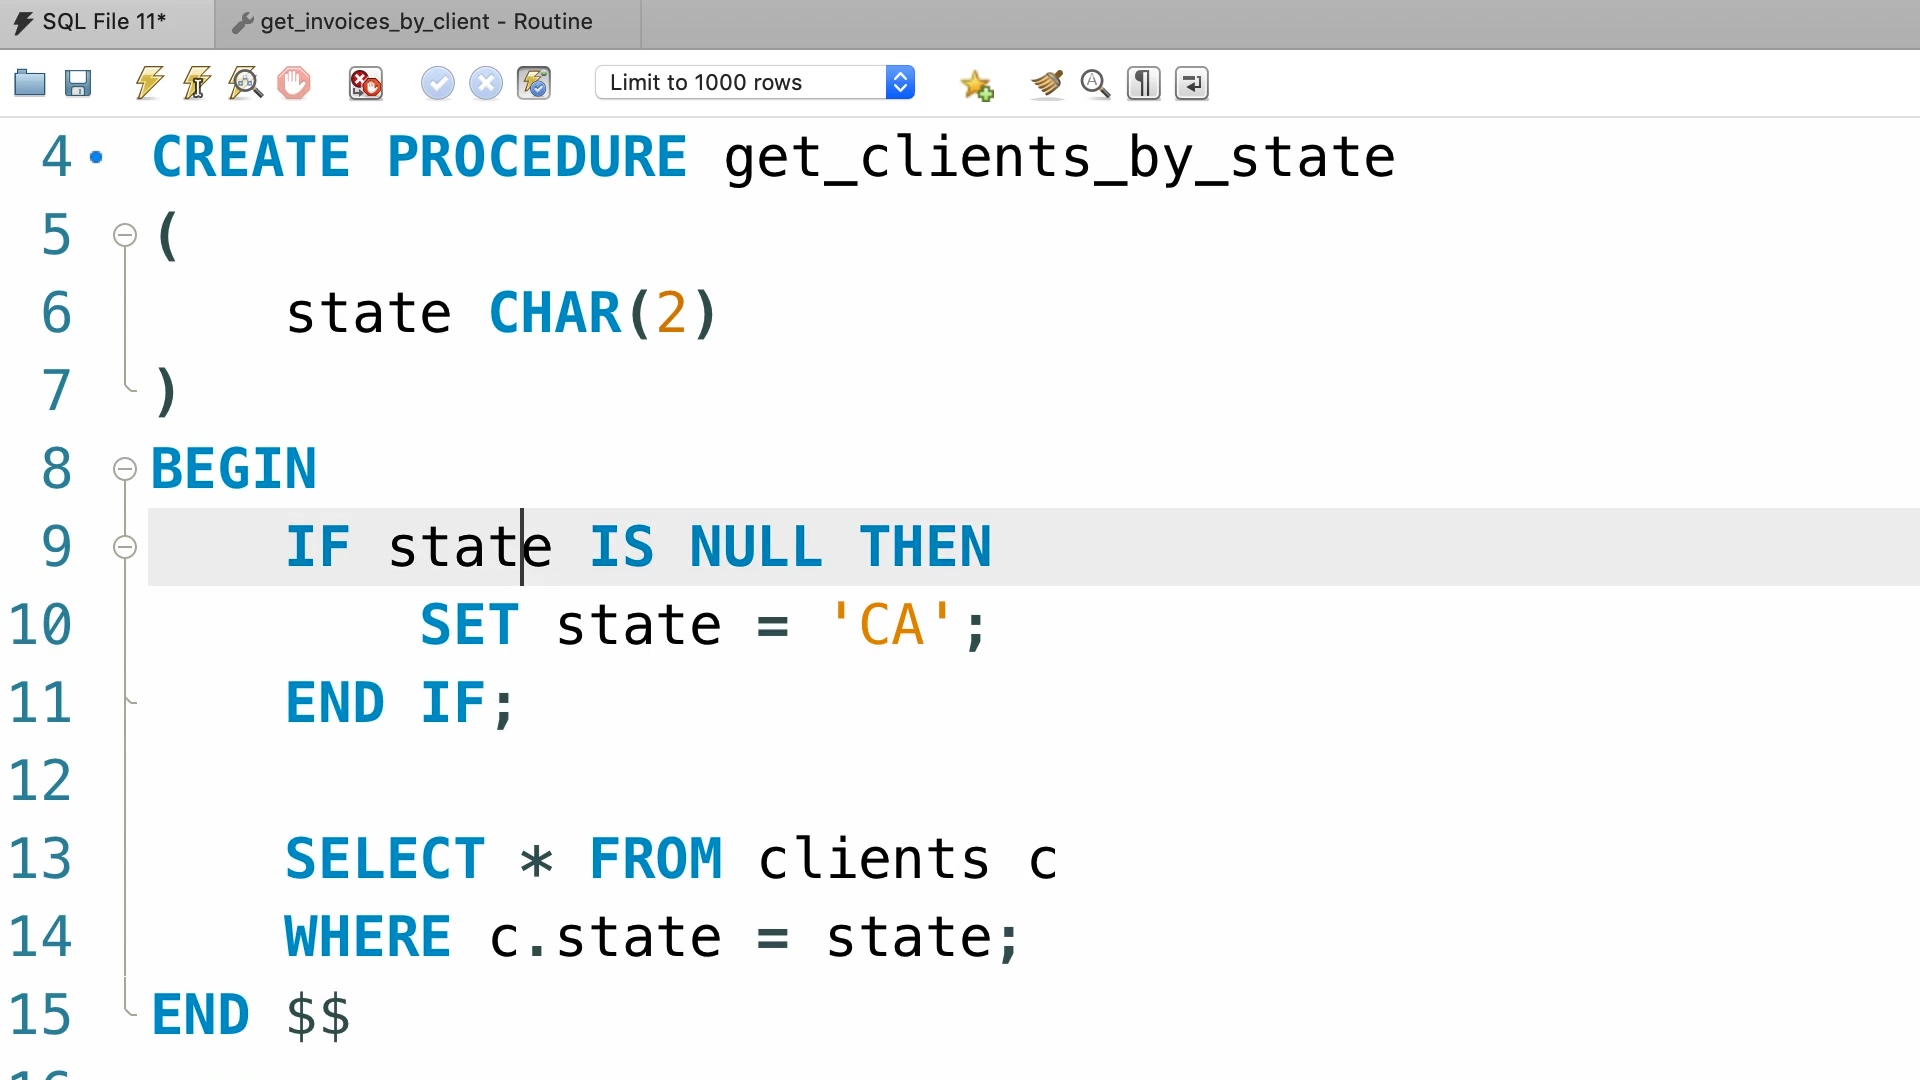 SQL File 11*
get_invoices_by_client - Routine
Limit to 1000 rows
4 CREATE PROCEDURE get_clients_by_state
5 (
6 state CHAR(2)
7 )
8 BEGIN
9 IF state IS NULL THEN
10 SET state = 'CA';
11 END IF;
12
13 SELECT * FROM clients c
14 WHERE c.state = state;
15 END $$
16